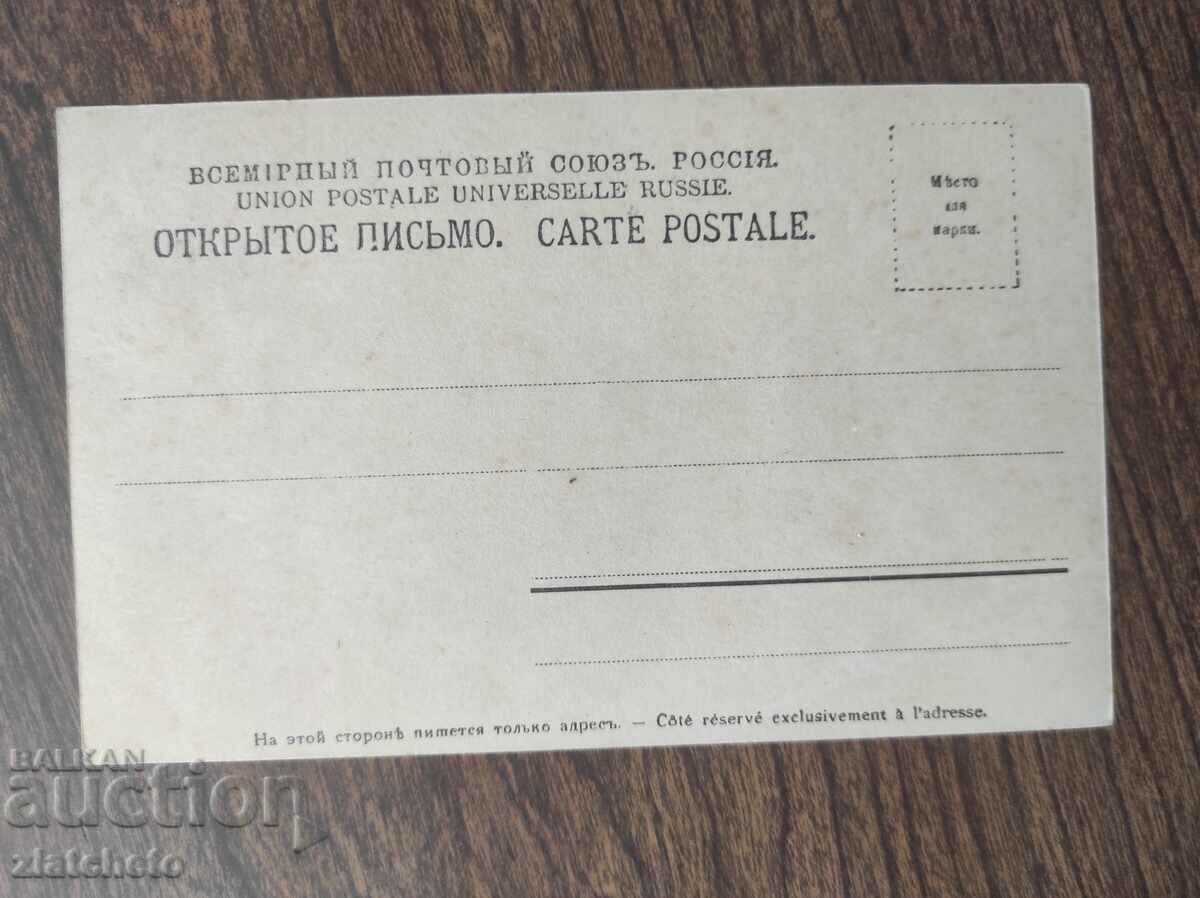 ВСЕМІРНЫЙ ПОЧТОВЫЙ СОЮЗЪ. РОССІЯ.
UNION POSTALE UNIVERSELLE RUSSIE.
ОТКРЫТОЕ ПИСЬМО. CARTE POSTALE.
Мѣсто
для
марки.
На этой сторонѣ пишется только адресъ. — Côté réservé exclusivement à l'adresse.
BALKAN
auction
zlatcheto